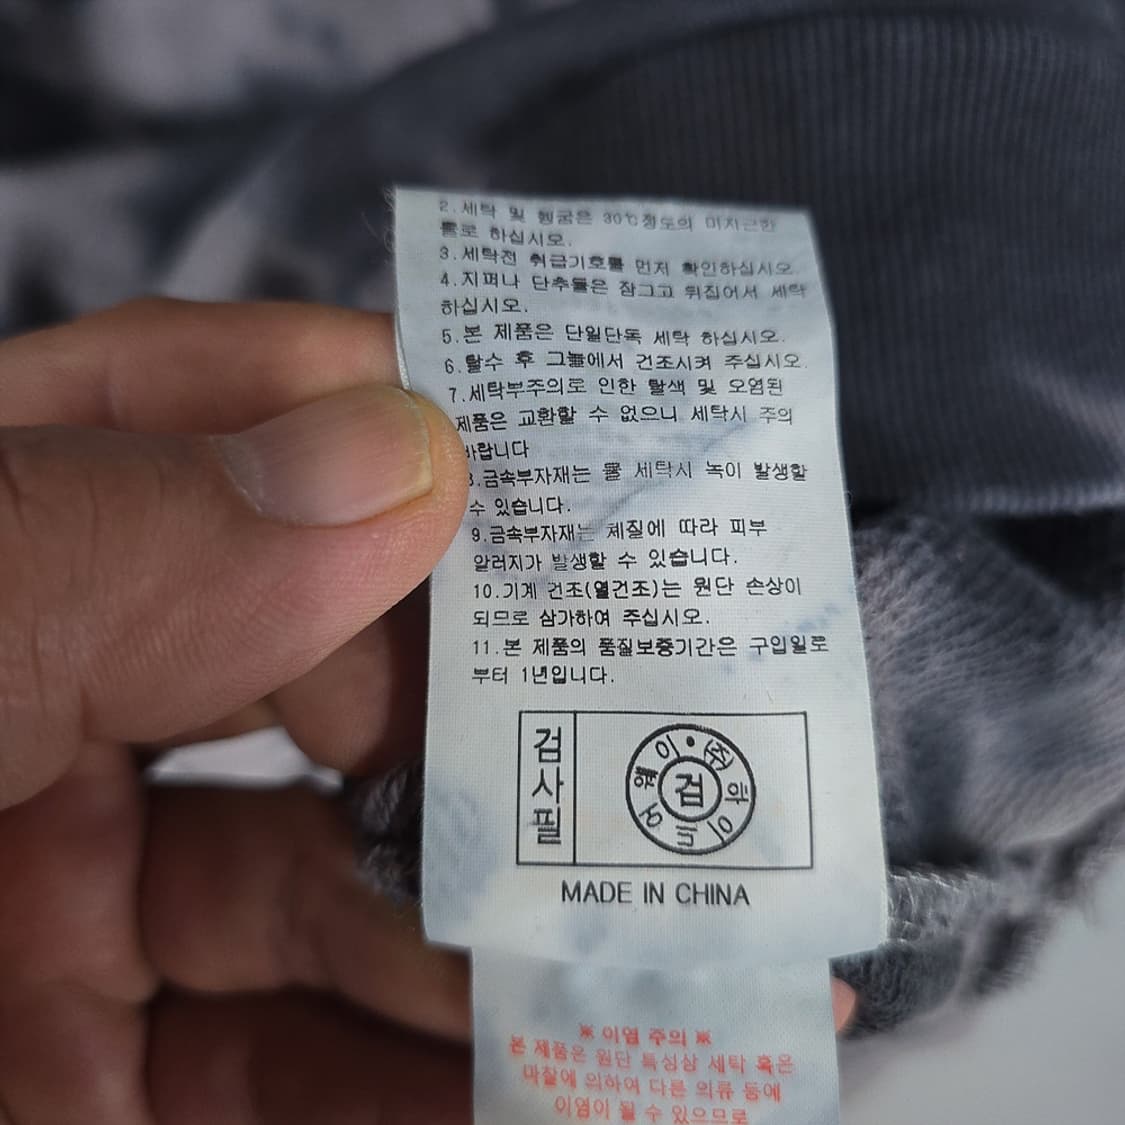 2.세탁 및 헹굼은 30℃정도의 미지근한
물로 하십시오.
3.세탁전 취급기호를 먼저 확인하십시오.
4.지퍼나 단추들은 잠그고 뒤집어서 세탁
하십시오.
5.본 제품은 단일단독 세탁 하십시오.
6.탈수 후 그늘에서 건조시켜 주십시오.
7.세탁부주의로 인한 탈색 및 오염된
제품은 교환할 수 없으니 세탁시 주의
바랍니다
8.금속부자재는 물 세탁시 녹이 발생할
수 있습니다.
9.금속부자재는 체질에 따라 피부
알러지가 발생할 수 있습니다.
10.기계 건조(열건조)는 원단 손상이
되므로 삼가하여 주십시오.
11.본 제품의 품질보증기간은 구입일로
부터 1년입니다.
검사필
검
MADE IN CHINA
※ 이염 주의 ※
본 제품은 원단 특성상 세탁 혹은
마찰에 의하여 다른 의류 등에
이염이 될 수 있으므로